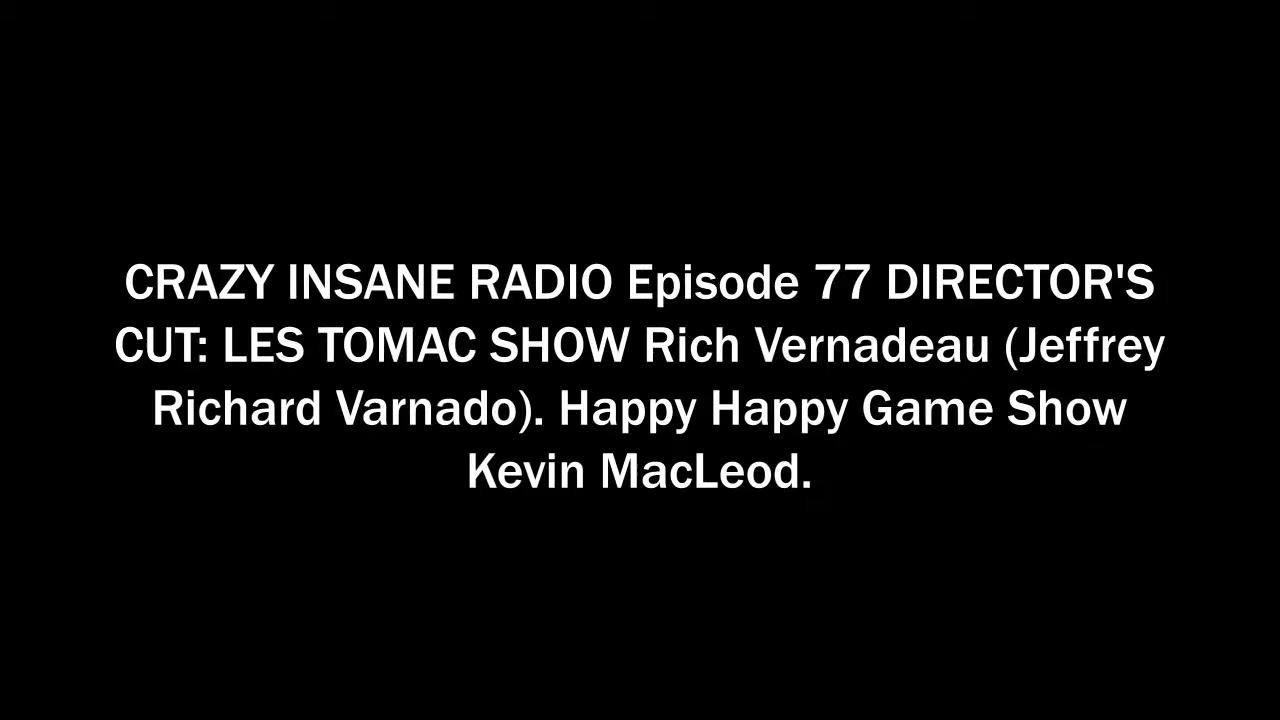 CRAZY INSANE RADIO Episode 77 DIRECTOR'S
CUT: LES TOMAC SHOW Rich Vernadeau (Jeffrey
Richard Varnado). Happy Happy Game Show
Kevin MacLeod.